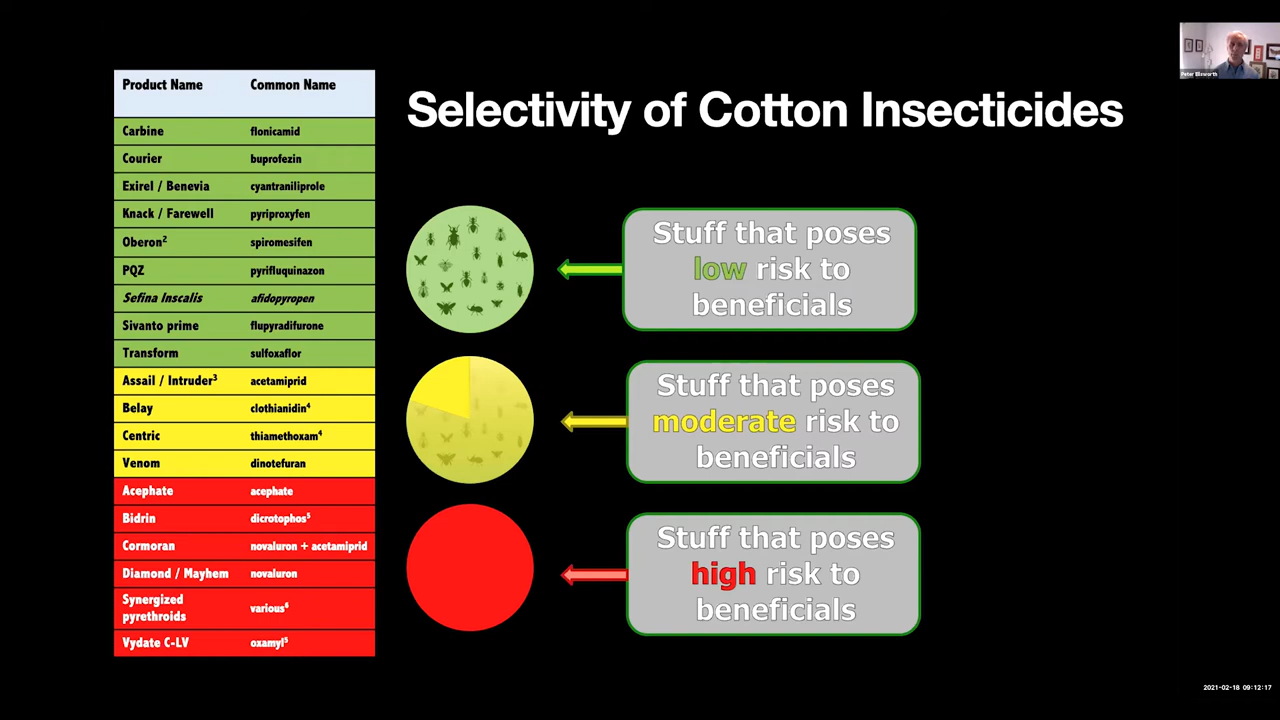 Product Name Common Name
Carbine flonicamid
Courier buprofezin
Exirel / Benevia cyantraniliprole
Knack / Farewell pyriproxyfen
Oberon² spiromesifen
PQZ pyrifluquinazon
Sefina Inscalis afidopyropen
Sivanto prime flupyradifurone
Transform sulfoxaflor
Assail / Intruder³ acetamiprid
Belay clothianidin⁴
Centric thiamethoxam⁴
Venom dinotefuran
Acephate acephate
Bidrin dicrotophos⁵
Cormoran novaluron + acetamiprid
Diamond / Mayhem novaluron
Synergized
pyrethroids various⁶
Vydate C-LV oxamyl⁵
Selectivity of Cotton Insecticides
Stuff that poses
low risk to
beneficials
Stuff that poses
moderate risk to
beneficials
Stuff that poses
high risk to
beneficials
Peter Ellsworth
2021-02-18 09:12:17